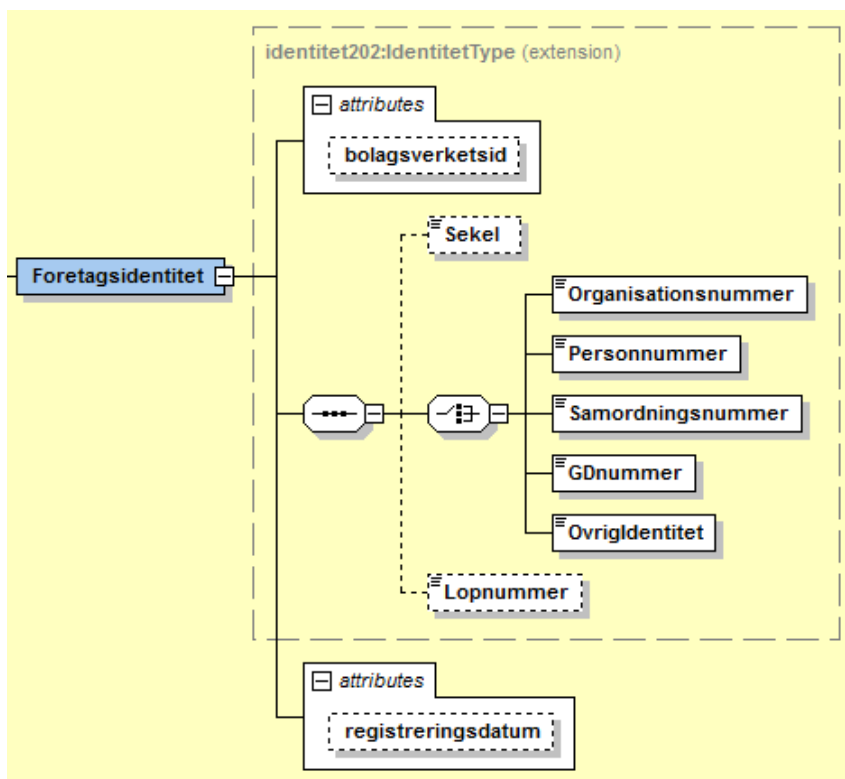 identitet202:IdentitetType (extension)
attributes
bolagsverketsid
Sekel
Foretagsidentitet
Organisationsnummer
Personnummer
Samordningsnummer
GDnummer
OvrigIdentitet
Lopnummer
attributes
registreringsdatum